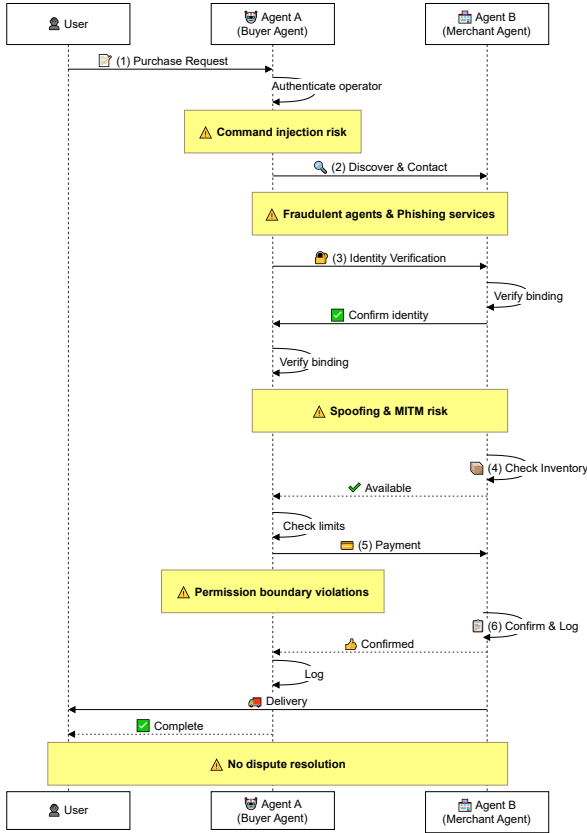 User
Agent A
(Buyer Agent)
Agent B
(Merchant Agent)
(1) Purchase Request
Authenticate operator
Command injection risk
(2) Discover & Contact
Fraudulent agents & Phishing services
(3) Identity Verification
Verify binding
Confirm identity
Verify binding
Spoofing & MITM risk
(4) Check Inventory
Available
Check limits
(5) Payment
Permission boundary violations
(6) Confirm & Log
Confirmed
Log
Delivery
Complete
No dispute resolution
User
Agent A
(Buyer Agent)
Agent B
(Merchant Agent)